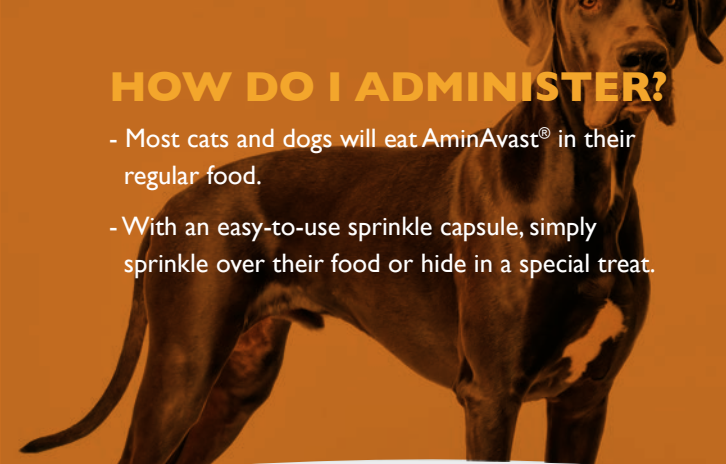 HOW DO I ADMINISTER?
- Most cats and dogs will eat AminAvast® in their
regular food.
- With an easy-to-use sprinkle capsule, simply
sprinkle over their food or hide in a special treat.